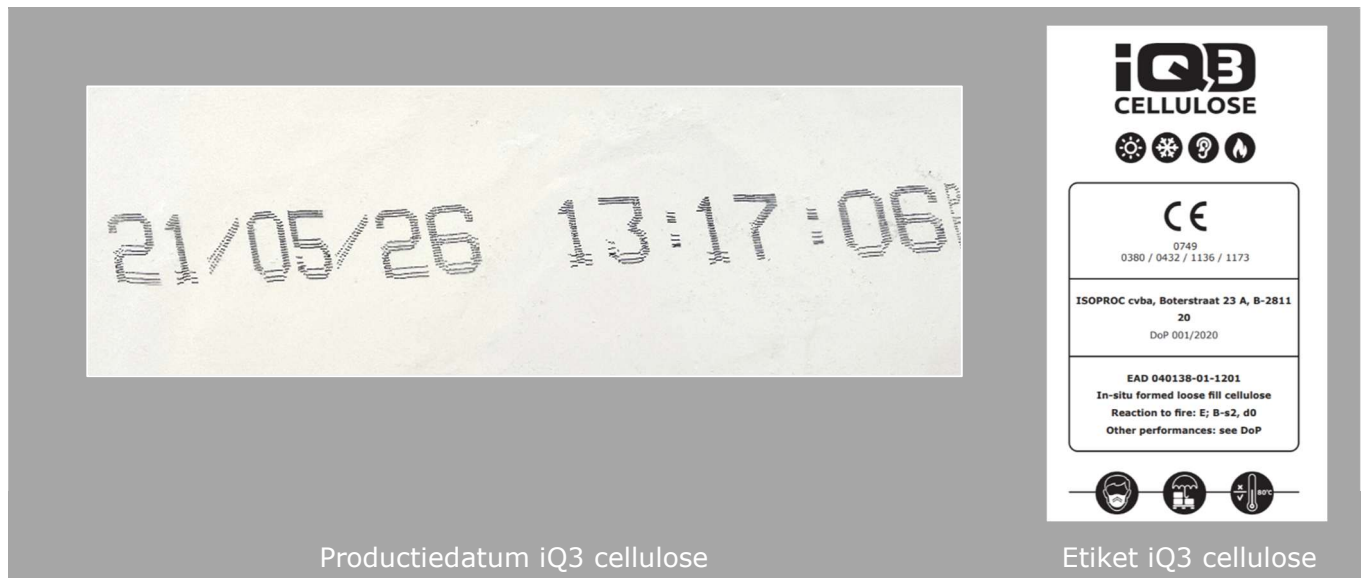 21/05/26 13:17:06
iQ3
CELLULOSE
CE
0749
0380 / 0432 / 1136 / 1173
ISOPROC cvba, Boterstraat 23 A, B-2811
20
DoP 001/2020
EAD 040138-01-1201
In-situ formed loose fill cellulose
Reaction to fire: E; B-s2, d0
Other performances: see DoP
80°C
Productiedatum iQ3 cellulose
Etiket iQ3 cellulose